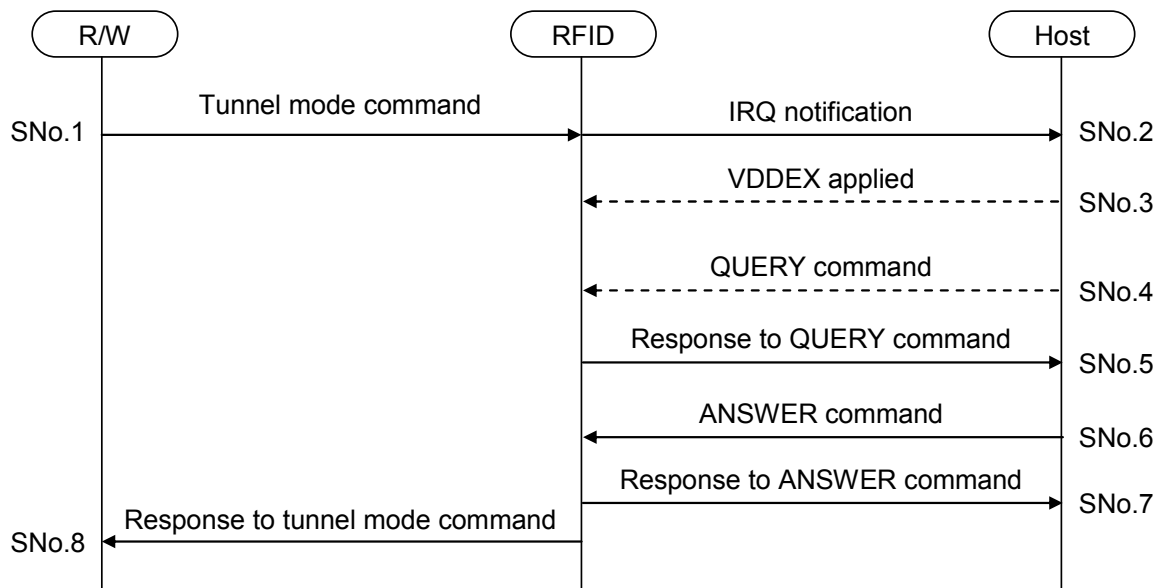 R/W
RFID
Host
Tunnel mode command
IRQ notification
SNo.1
SNo.2
VDDEX applied
SNo.3
QUERY command
SNo.4
Response to QUERY command
SNo.5
ANSWER command
SNo.6
Response to ANSWER command
SNo.7
Response to tunnel mode command
SNo.8